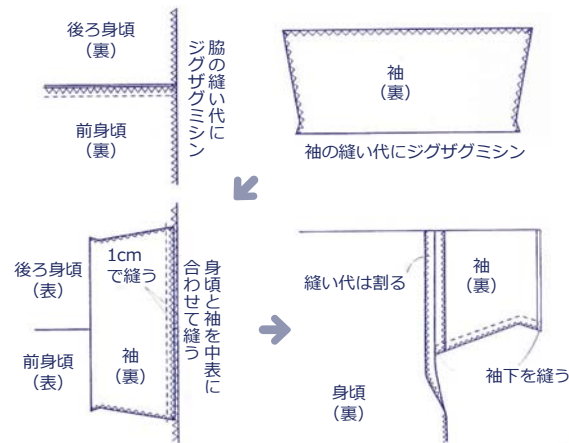 後ろ身頃
(裏)
前身頃
(裏)
脇の縫い代に
ジグザグミシン
袖
(裏)
袖の縫い代にジグザグミシン
後ろ身頃
(表)
前身頃
(表)
1cm
で縫う
袖
(裏)
身頃と袖を中表に
合わせて縫う
縫い代は割る
袖
(裏)
袖下を縫う
身頃
(裏)